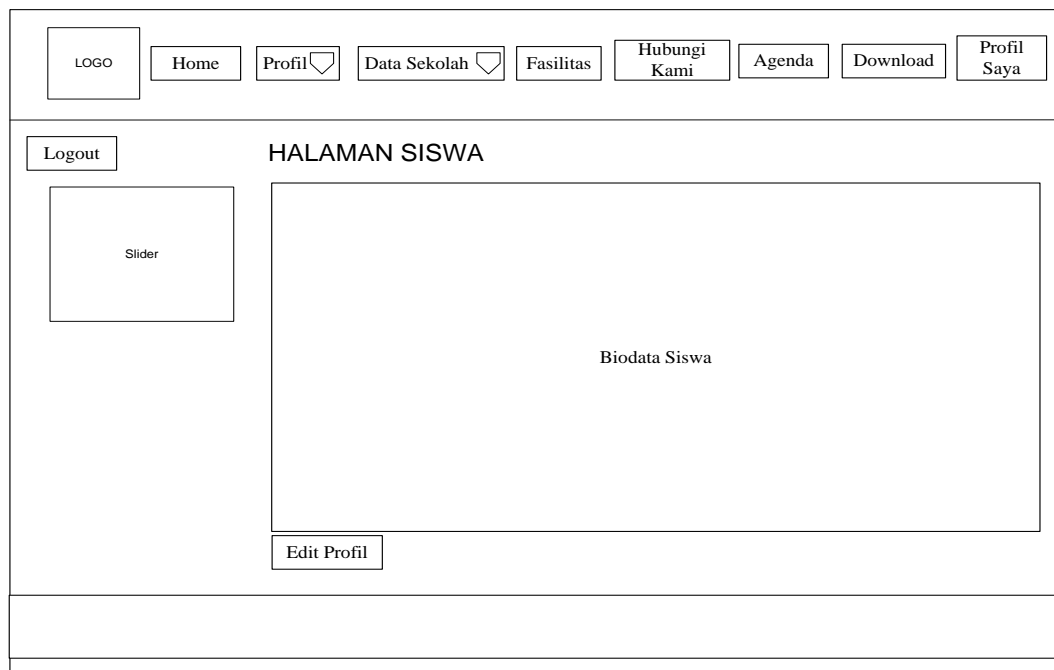 LOGO
Home
Profil
Data Sekolah
Fasilitas
Hubungi
Kami
Agenda
Download
Profil
Saya
Logout
HALAMAN SISWA
Slider
Biodata Siswa
Edit Profil